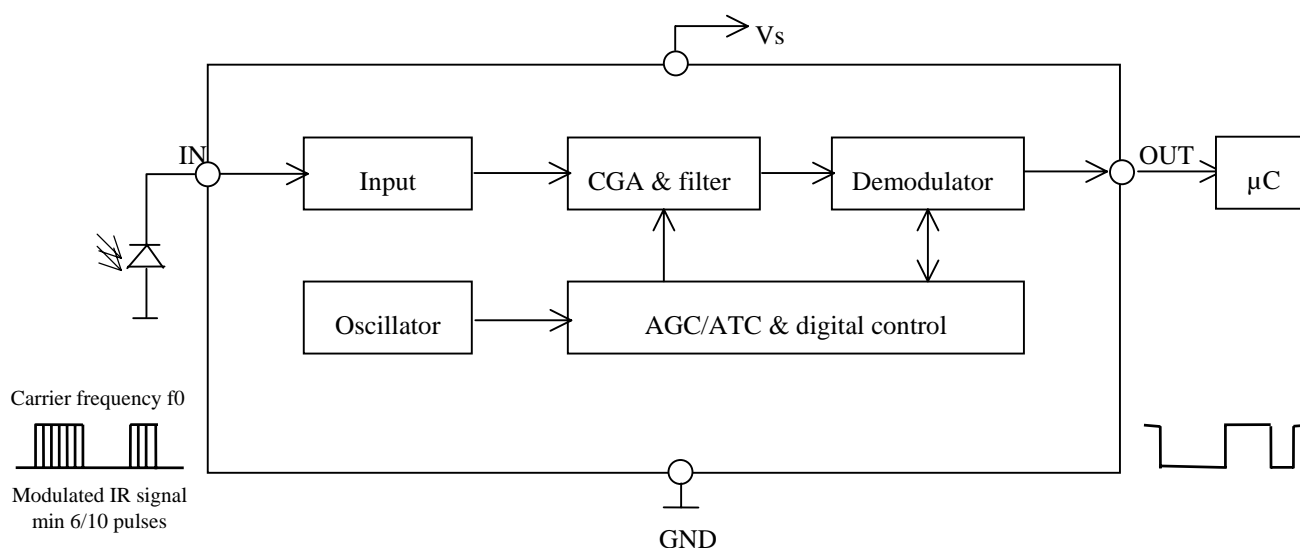 Vs
IN
OUT
Input
CGA & filter
Demodulator
µC
Oscillator
AGC/ATC & digital control
Carrier frequency f0
Modulated IR signal
min 6/10 pulses
GND